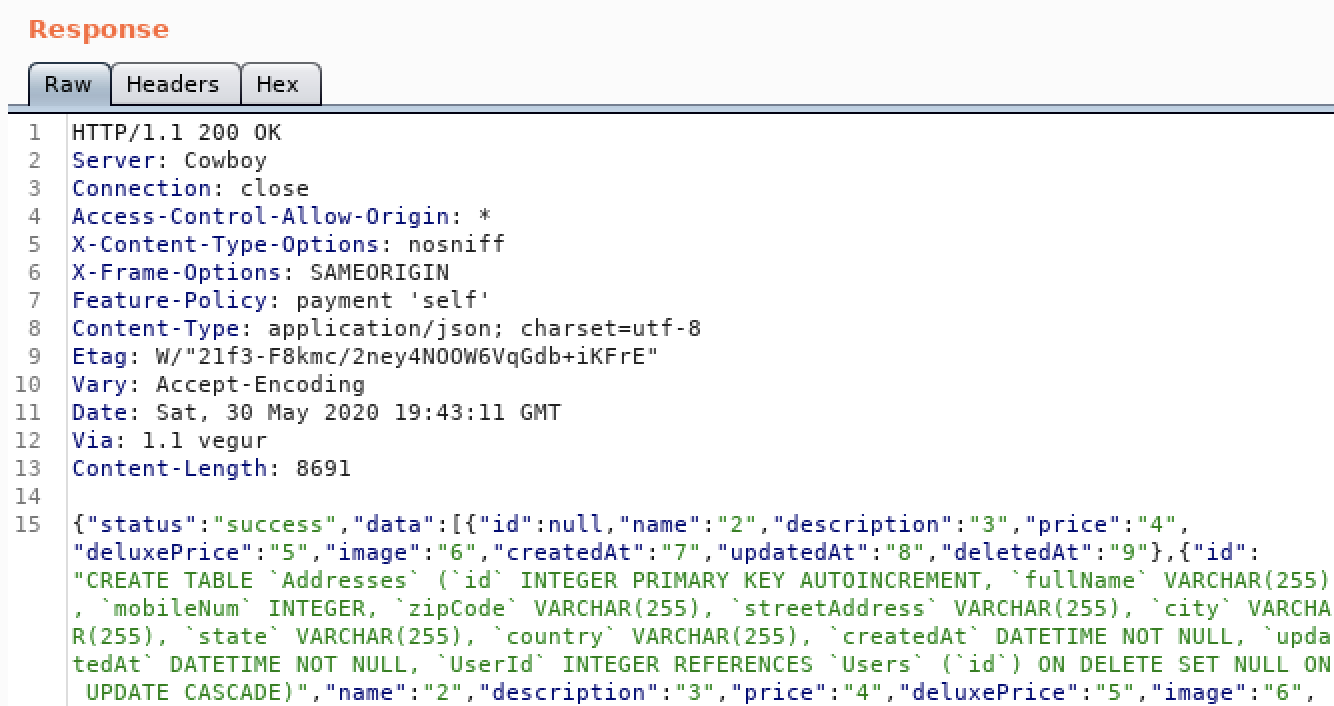 Response
Raw Headers Hex
1 HTTP/1.1 200 OK
2 Server: Cowboy
3 Connection: close
4 Access-Control-Allow-Origin: *
5 X-Content-Type-Options: nosniff
6 X-Frame-Options: SAMEORIGIN
7 Feature-Policy: payment 'self'
8 Content-Type: application/json; charset=utf-8
9 Etag: W/"21f3-F8kmc/2ney4NOOW6VqGdb+iKFrE"
10 Vary: Accept-Encoding
11 Date: Sat, 30 May 2020 19:43:11 GMT
12 Via: 1.1 vegur
13 Content-Length: 8691
14
15 {"status":"success","data":[{"id":null,"name":"2","description":"3","price":"4",
"deluxePrice":"5","image":"6","createdAt":"7","updatedAt":"8","deletedAt":"9"},{"id":
"CREATE TABLE `Addresses` (`id` INTEGER PRIMARY KEY AUTOINCREMENT, `fullName` VARCHAR(255)
, `mobileNum` INTEGER, `zipCode` VARCHAR(255), `streetAddress` VARCHAR(255), `city` VARCHA
R(255), `state` VARCHAR(255), `country` VARCHAR(255), `createdAt` DATETIME NOT NULL, `upda
tedAt` DATETIME NOT NULL, `UserId` INTEGER REFERENCES `Users` (`id`) ON DELETE SET NULL ON
UPDATE CASCADE)","name":"2","description":"3","price":"4","deluxePrice":"5","image":"6",